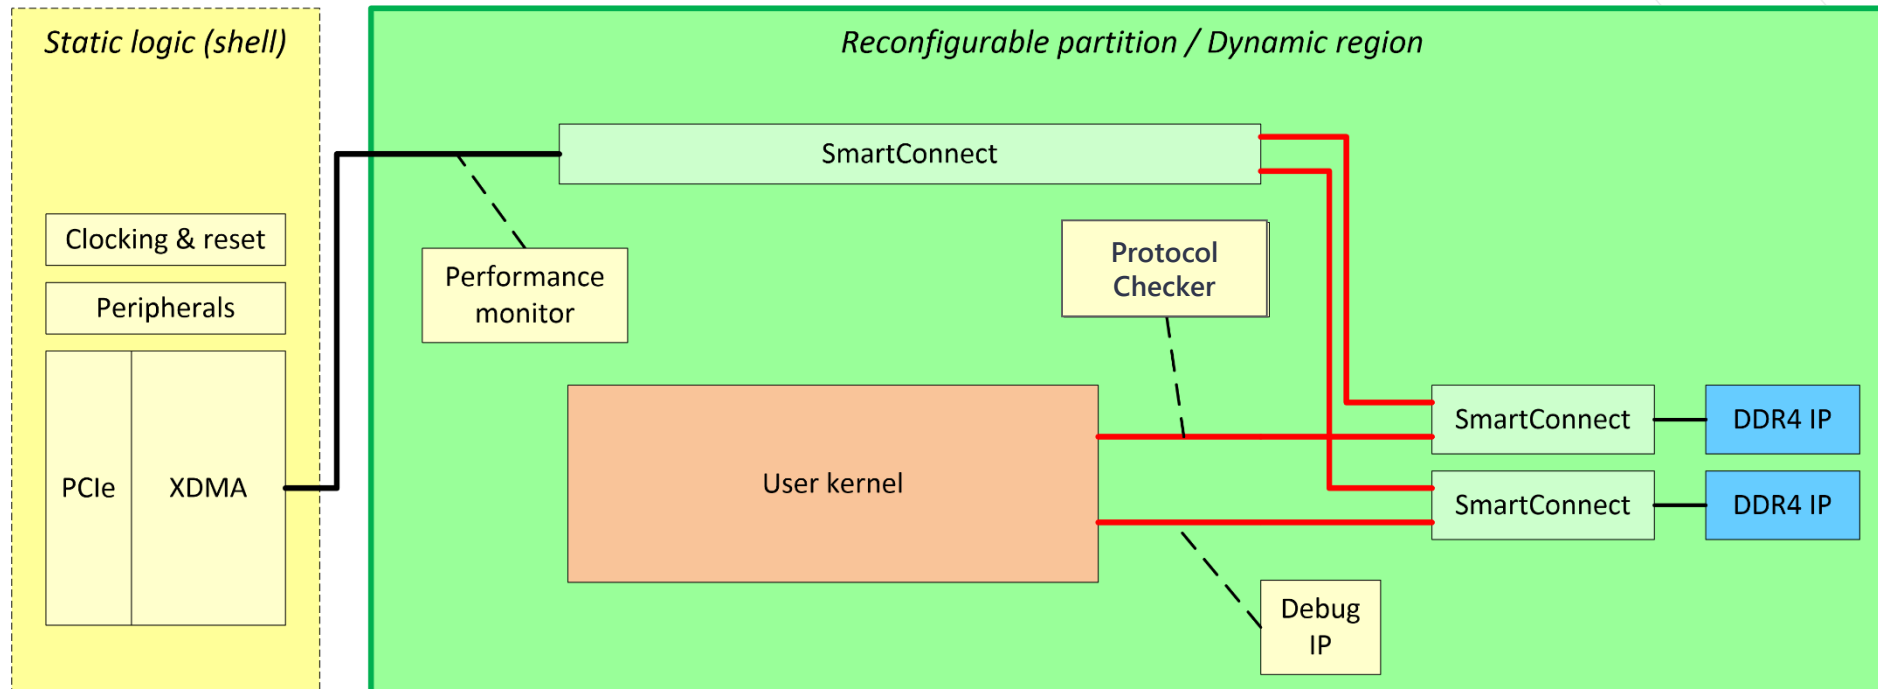 Static logic (shell)
Reconfigurable partition / Dynamic region
SmartConnect
Clocking & reset
Peripherals
PCIe
XDMA
Performance
monitor
Protocol
Checker
User kernel
SmartConnect
DDR4 IP
SmartConnect
DDR4 IP
Debug
IP